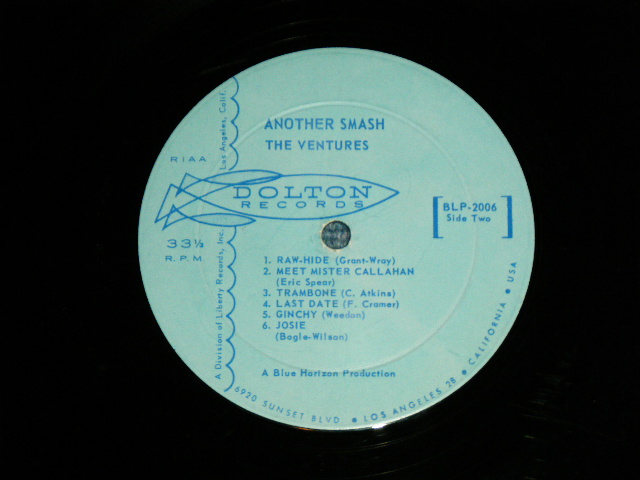 ANOTHER SMASH
THE VENTURES
RIAA
DOLTON
RECORDS
33⅓
R.P.M.
[BLP-2006
Side Two]
1. RAW-HIDE (Grant-Wray)
2. MEET MISTER CALLAHAN
(Eric Spear)
3. TRAMBONE (C. Atkins)
4. LAST DATE (F. Cramer)
5. GINCHY (Weedon)
6. JOSIE
(Bogle-Wilson)
A Blue Horizon Production
A Division of Liberty Records, Inc.
Los Angeles, Calif.
6920 SUNSET BLVD • LOS ANGELES 28 • CALIFORNIA • USA